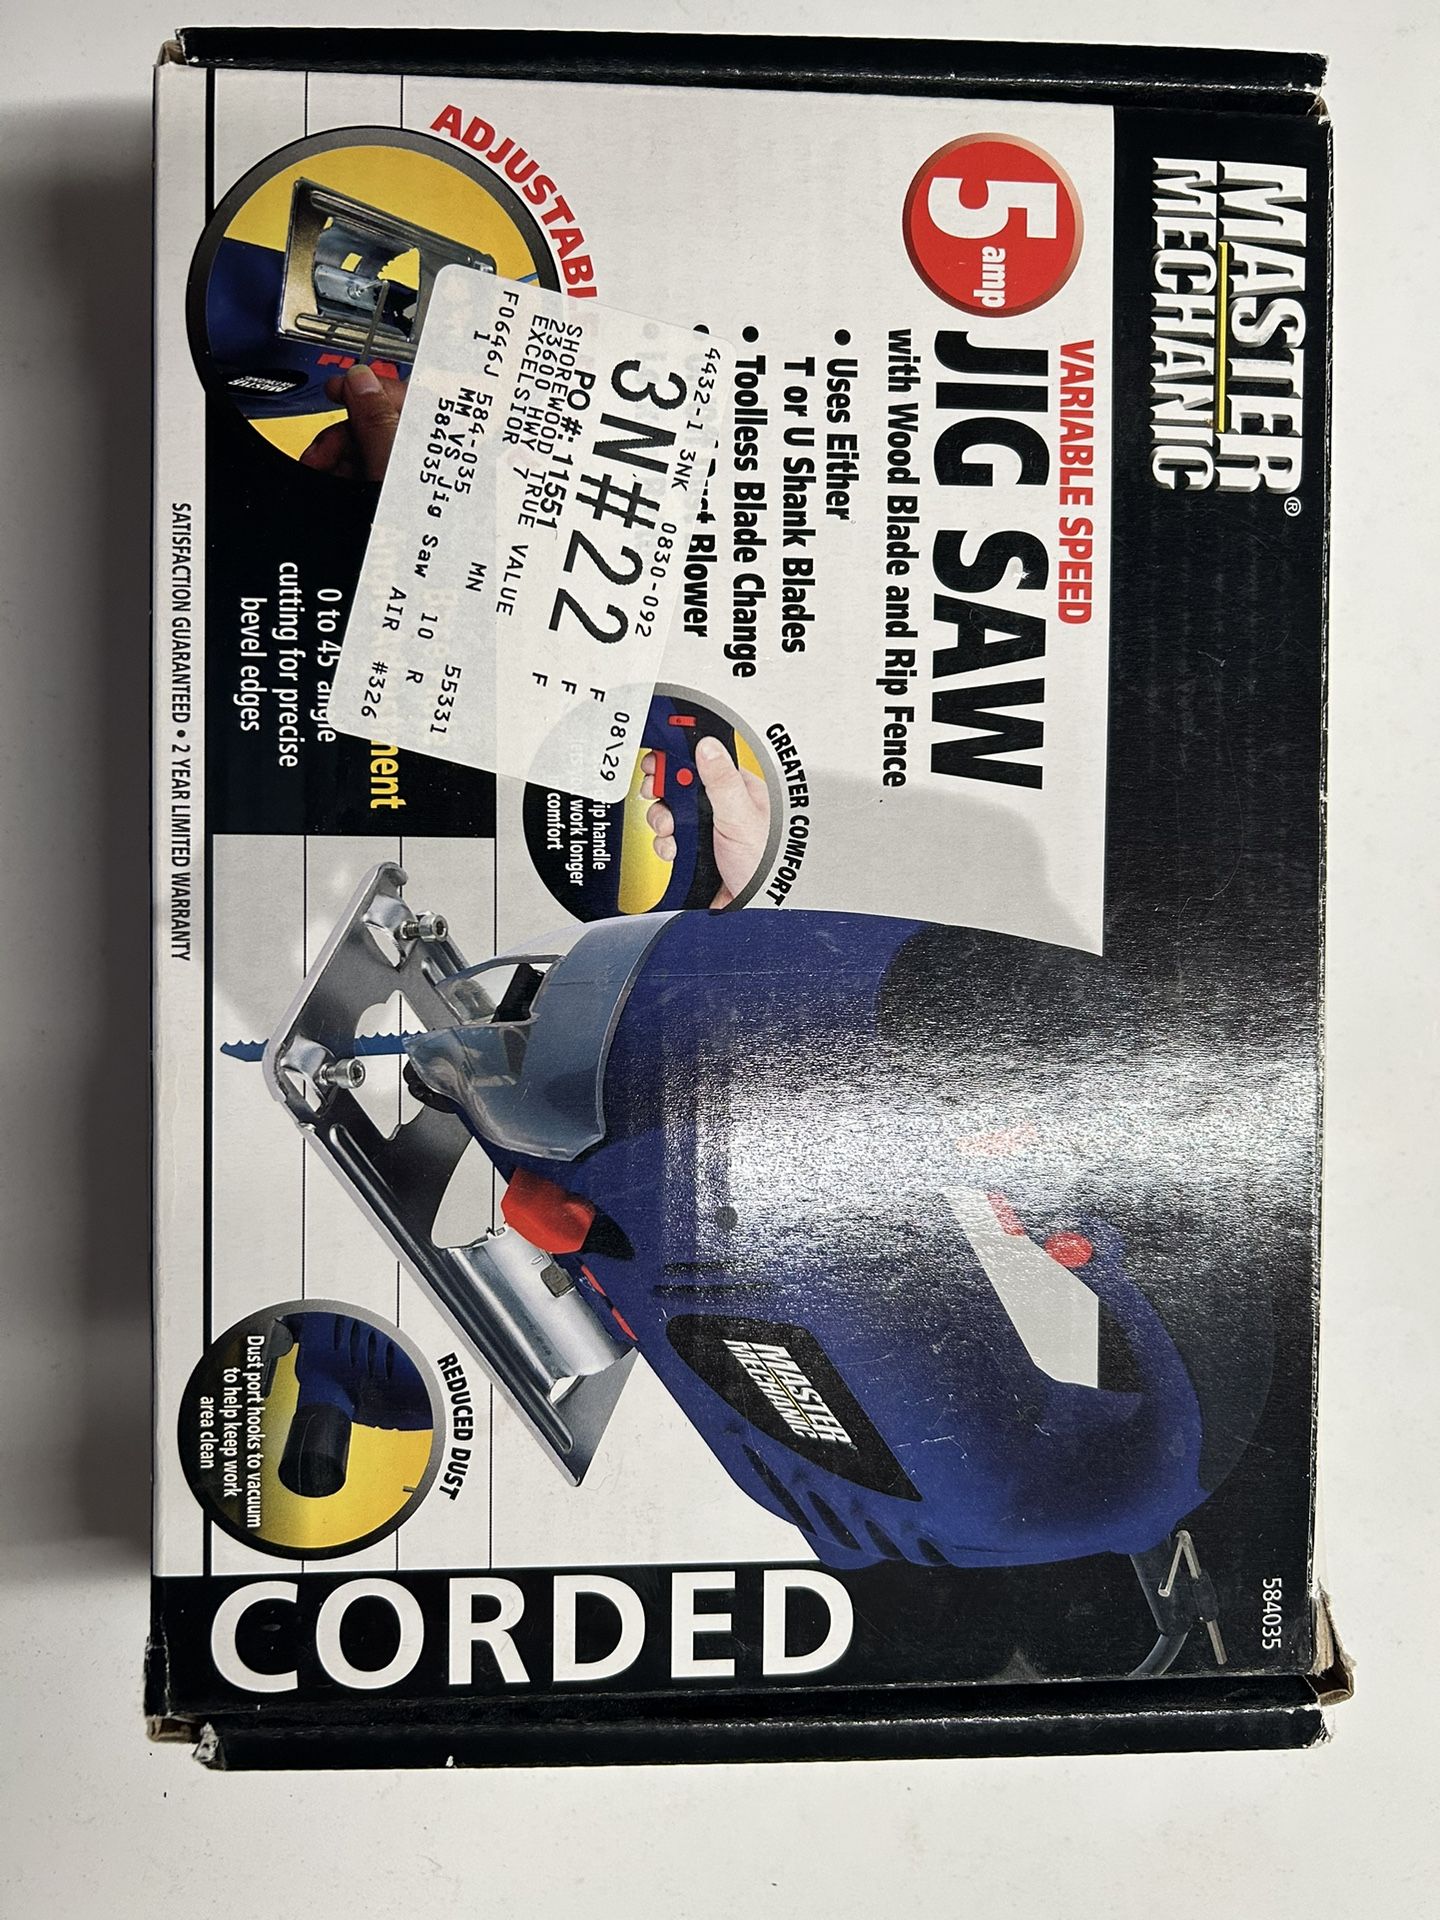 MASTER
MECHANIC®
584035
VARIABLE SPEED
5 amp
JIG SAW
with Wood Blade and Rip Fence
• Uses Either
T or U Shank Blades
• Toolless Blade Change
Blower
GREATER COMFORT
grip handle
work longer
comfort
ADJUSTABLE
0 to 45 angle
cutting for precise
bevel edges
4432-1 3NK 0830-092 08\29
3N#22 F
PO #:11551 F
SHOREWOOD TRUE VALUE F
23600 HWY 7
EXCELSIOR MN 55331
F0646J 584-035 10 R
1 MM VS Jig Saw AIR #326
584035
MASTER
MECHANIC
REDUCED DUST
Dust port hooks to vacuum
to help keep work
area clean
CORDED
SATISFACTION GUARANTEED • 2 YEAR LIMITED WARRANTY